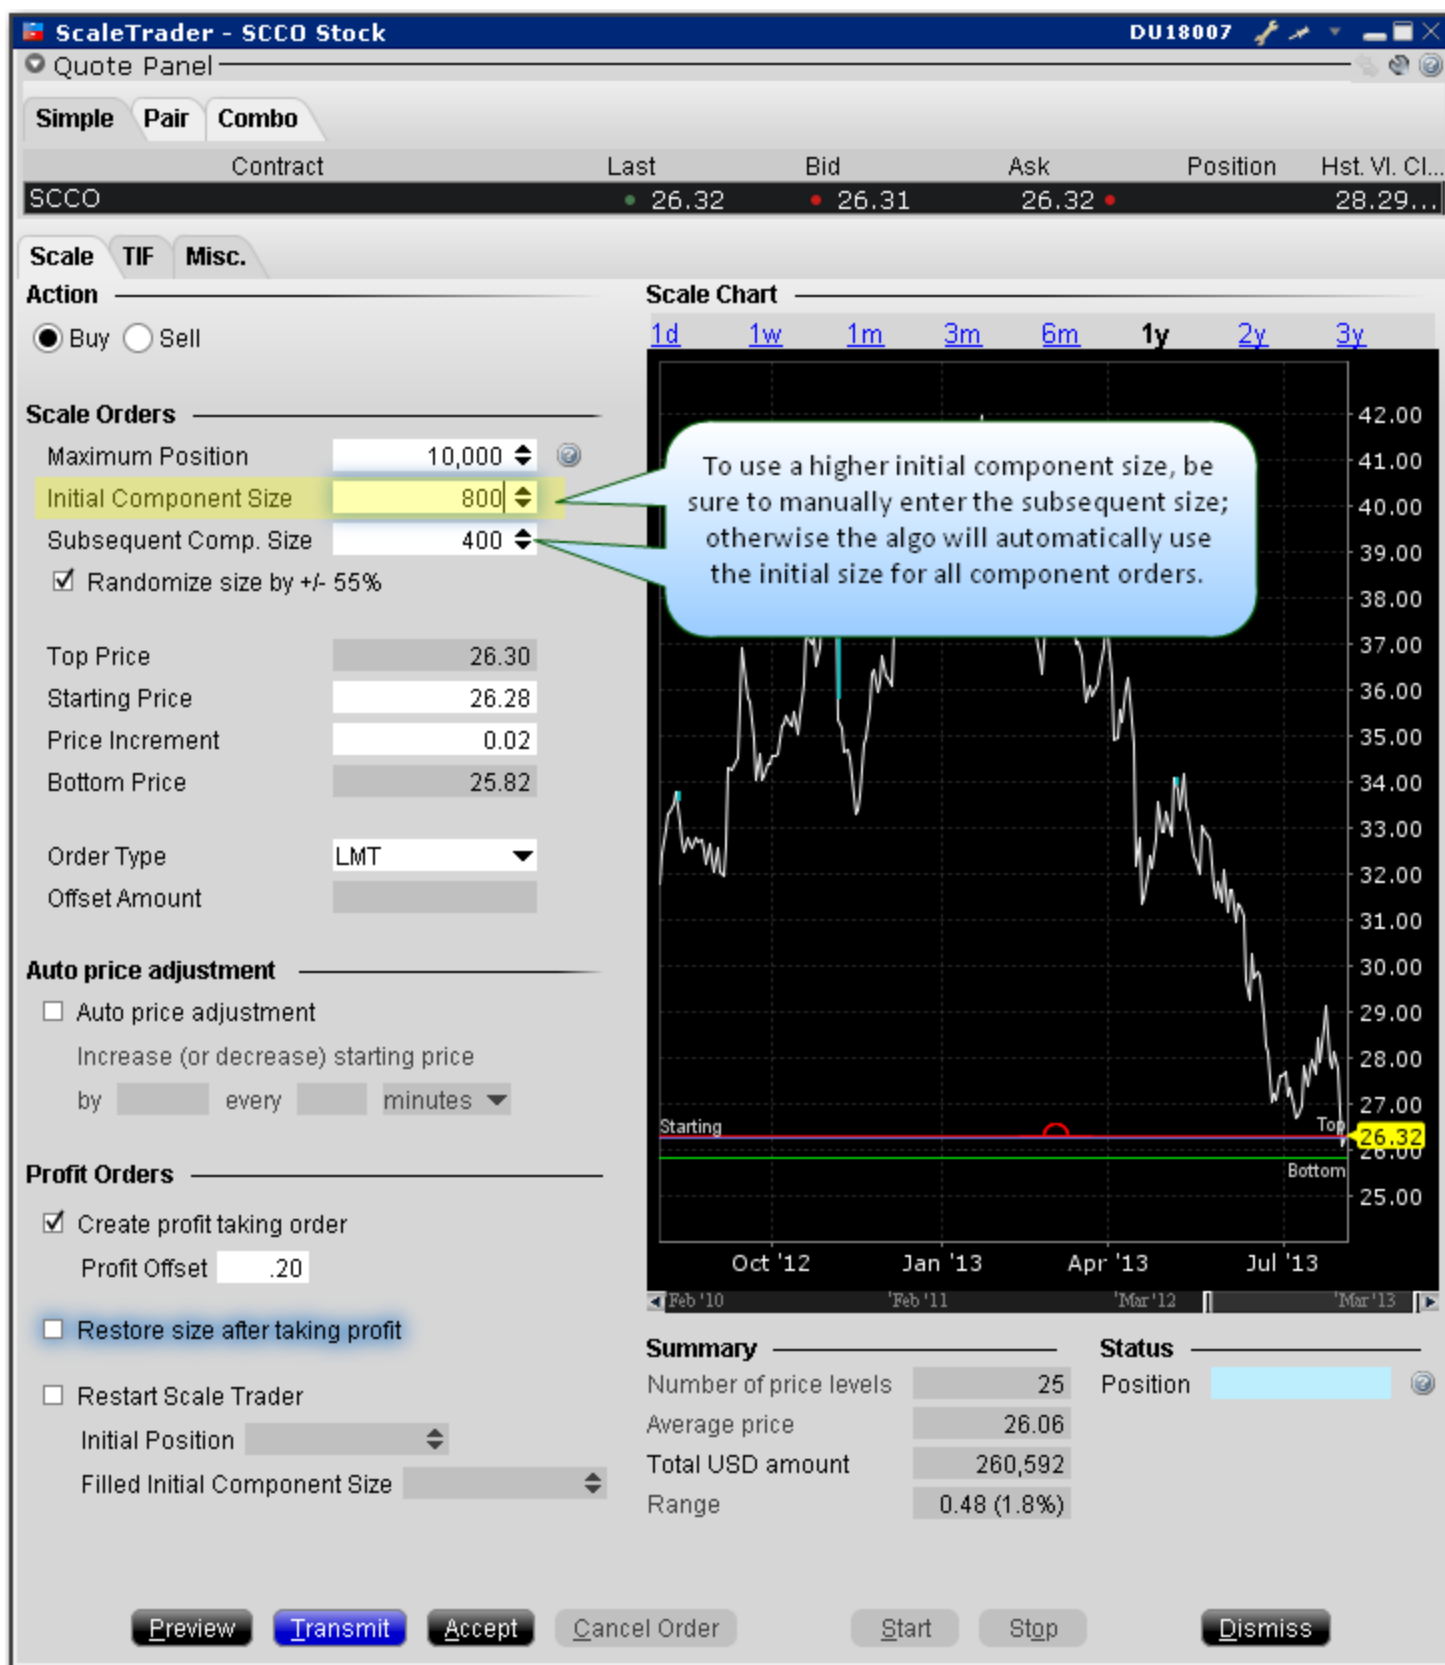 ScaleTrader - SCCO Stock DU18007
Quote Panel
Simple Pair Combo
Contract Last Bid Ask Position Hst. Vl. Cl...
SCCO 26.32 26.31 26.32 28.29...
Scale TIF Misc.
Action
Buy Sell
Scale Orders
Maximum Position 10,000
Initial Component Size 800
Subsequent Comp. Size 400
Randomize size by +/- 55%
Top Price 26.30
Starting Price 26.28
Price Increment 0.02
Bottom Price 25.82
Order Type LMT
Offset Amount
Auto price adjustment
Auto price adjustment
Increase (or decrease) starting price
by every minutes
Profit Orders
Create profit taking order
Profit Offset .20
Restore size after taking profit
Restart Scale Trader
Initial Position
Filled Initial Component Size
Scale Chart
1d 1w 1m 3m 6m 1y 2y 3y
To use a higher initial component size, be
sure to manually enter the subsequent size;
otherwise the algo will automatically use
the initial size for all component orders.
42.00
41.00
40.00
39.00
38.00
37.00
36.00
35.00
34.00
33.00
32.00
31.00
30.00
29.00
28.00
27.00
Starting Top
26.32
26.00
Bottom
25.00
Oct '12 Jan '13 Apr '13 Jul '13
Feb '10 'Feb '11 'Mar '12 'Mar '13
Summary
Number of price levels 25
Average price 26.06
Total USD amount 260,592
Range 0.48 (1.8%)
Status
Position
Preview Transmit Accept Cancel Order Start Stop Dismiss